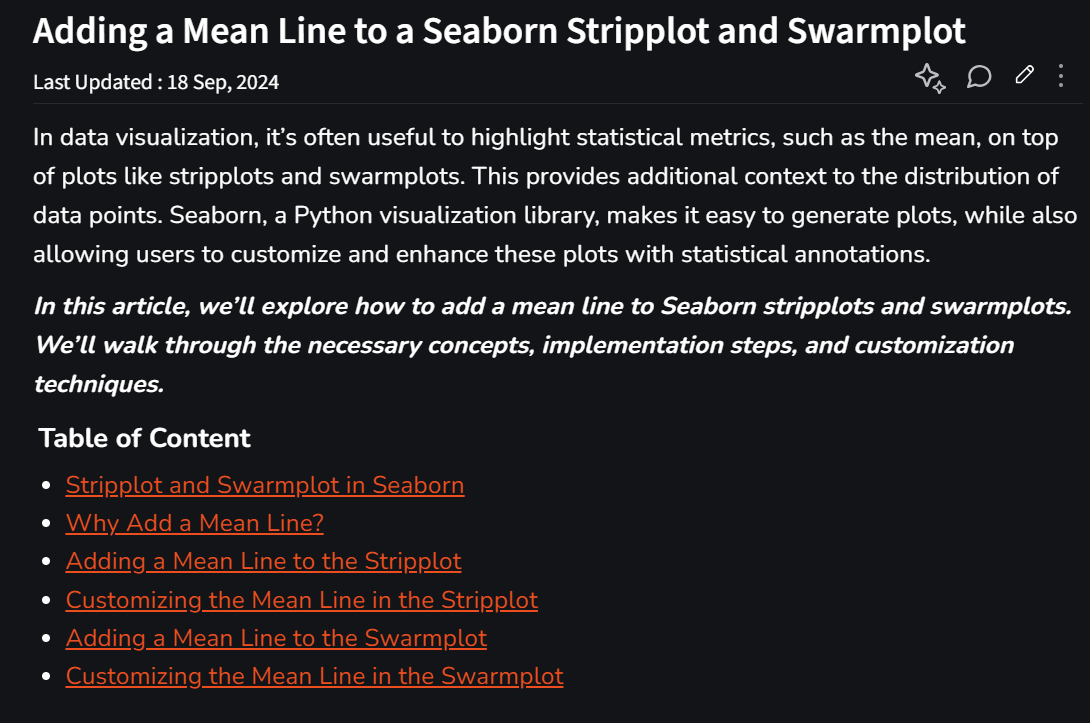 Adding a Mean Line to a Seaborn Stripplot and Swarmplot
Last Updated : 18 Sep, 2024
In data visualization, it’s often useful to highlight statistical metrics, such as the mean, on top
of plots like stripplots and swarmplots. This provides additional context to the distribution of
data points. Seaborn, a Python visualization library, makes it easy to generate plots, while also
allowing users to customize and enhance these plots with statistical annotations.
In this article, we’ll explore how to add a mean line to Seaborn stripplots and swarmplots.
We’ll walk through the necessary concepts, implementation steps, and customization
techniques.
Table of Content
• Stripplot and Swarmplot in Seaborn
• Why Add a Mean Line?
• Adding a Mean Line to the Stripplot
• Customizing the Mean Line in the Stripplot
• Adding a Mean Line to the Swarmplot
• Customizing the Mean Line in the Swarmplot